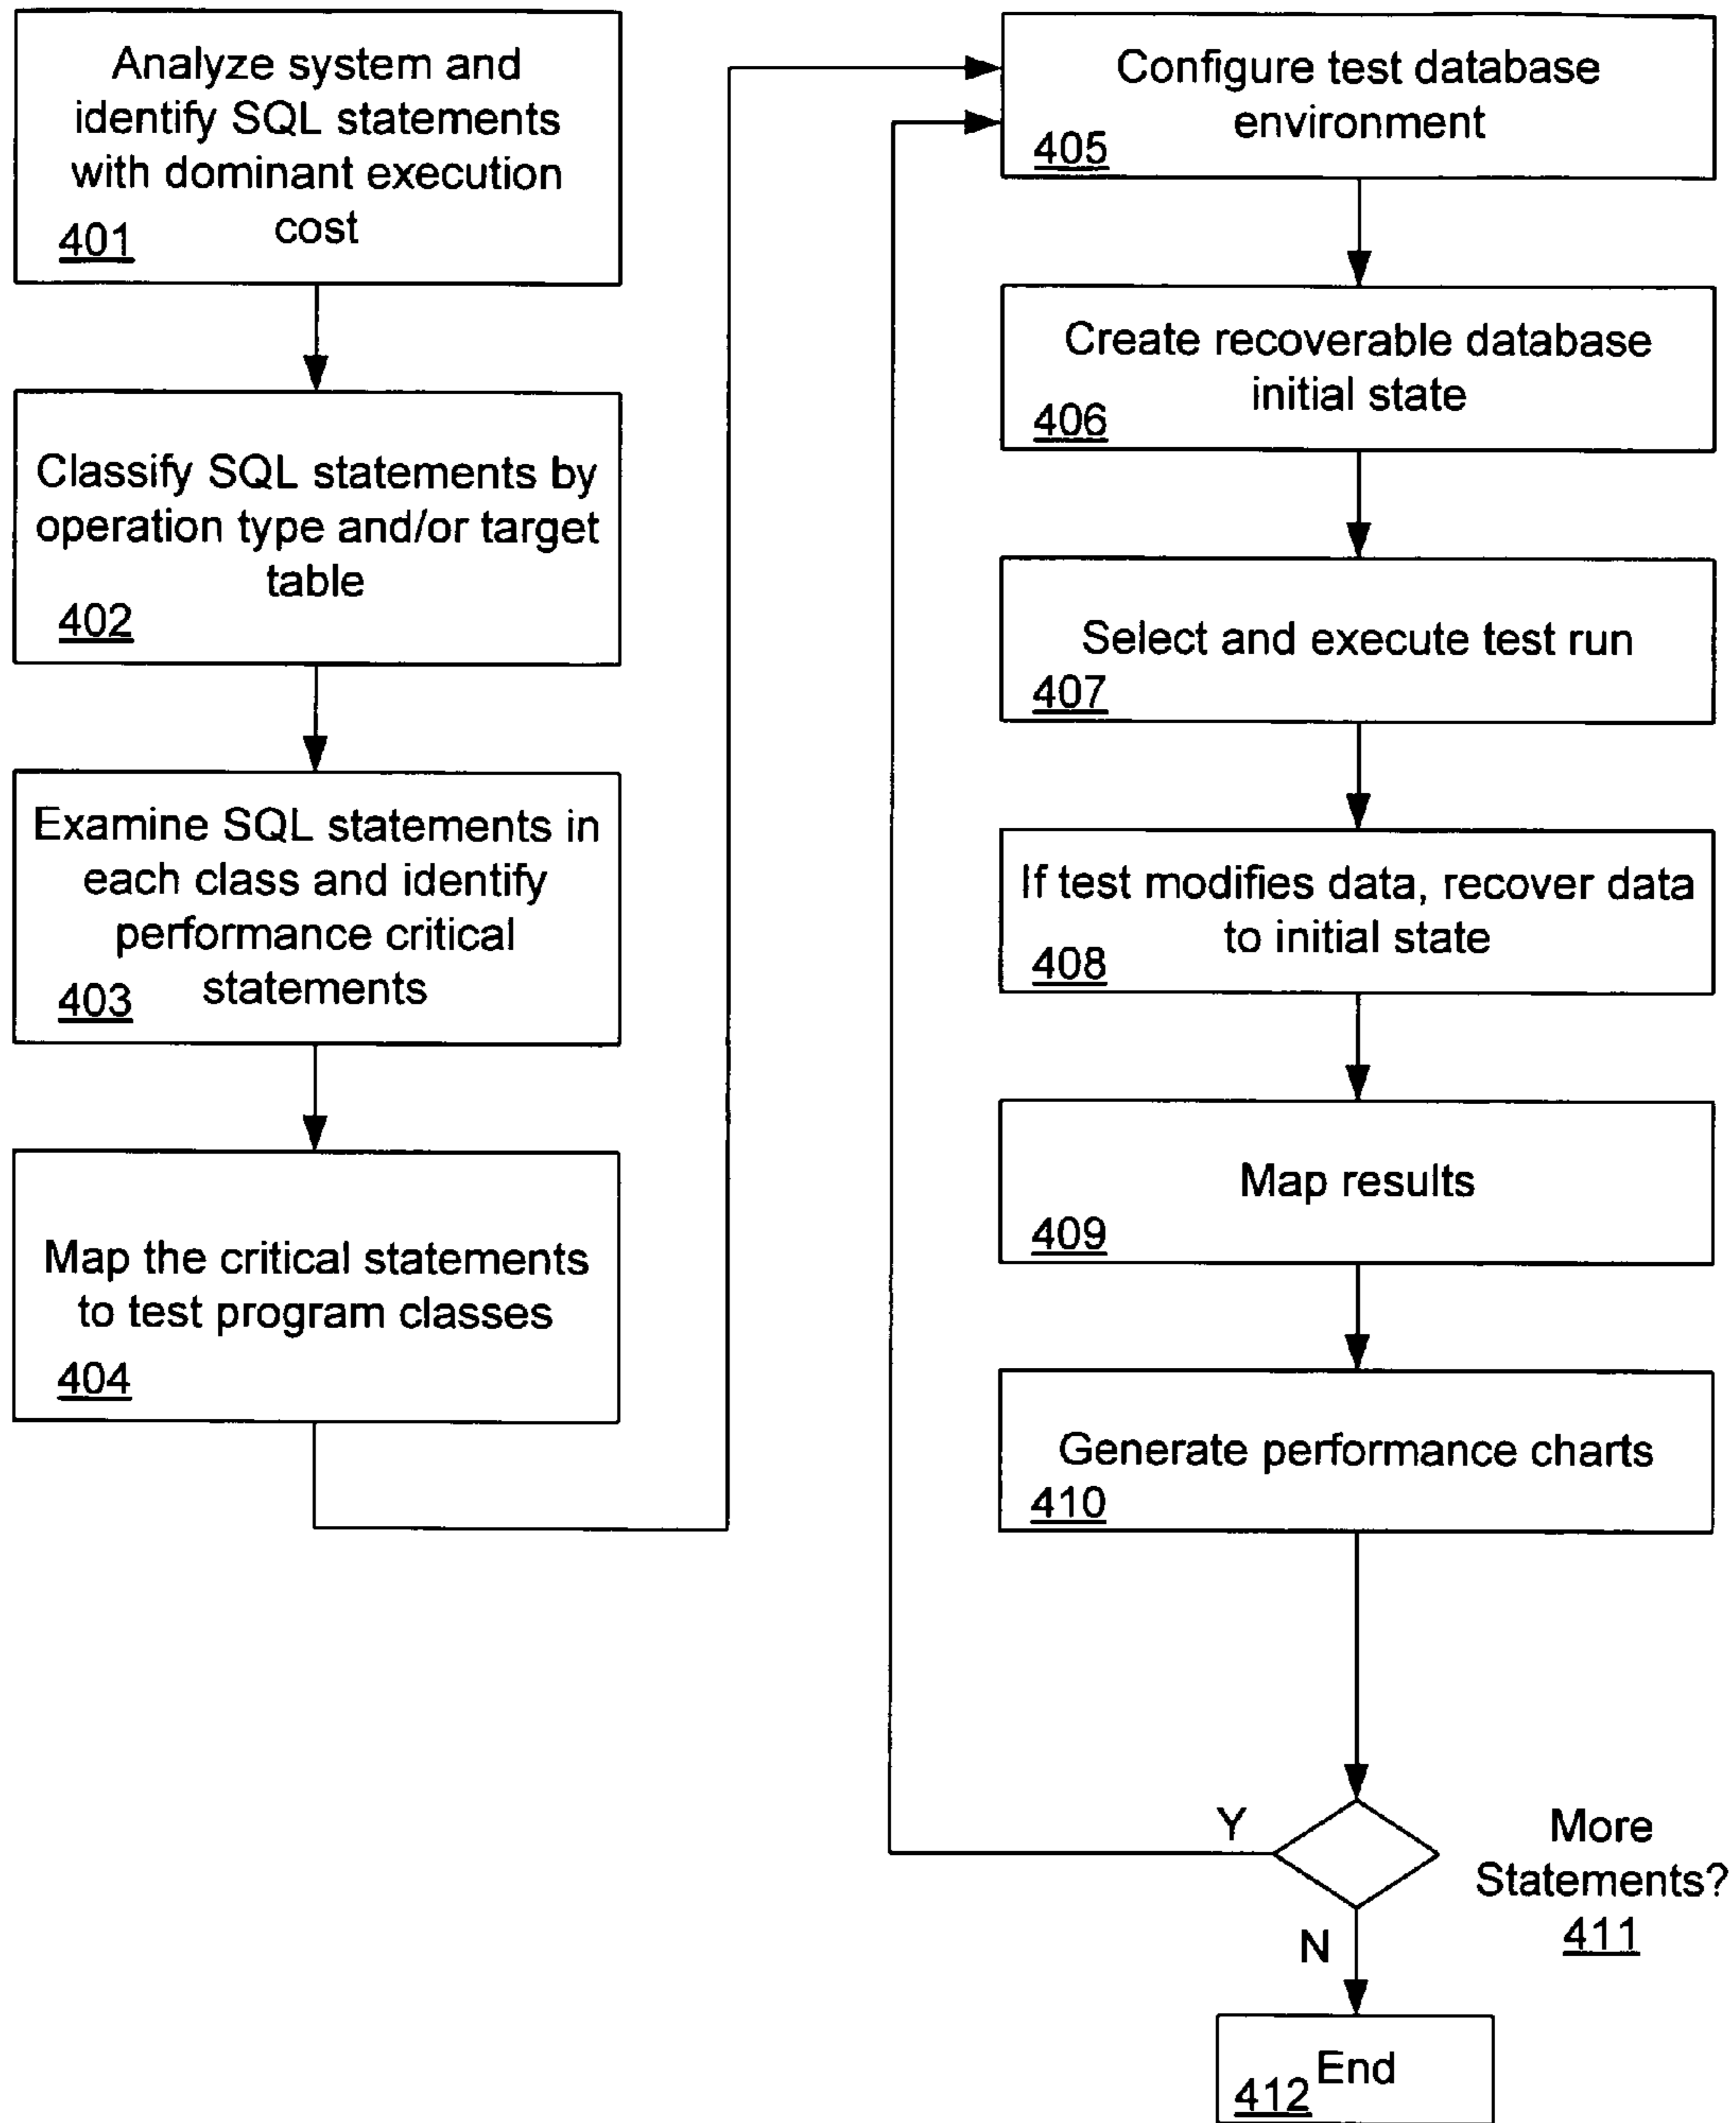 Analyze system and
identify SQL statements
with dominant execution
cost
401
Classify SQL statements by
operation type and/or target
table
402
Examine SQL statements in
each class and identify
performance critical
statements
403
Map the critical statements
to test program classes
404
Configure test database
environment
405
Create recoverable database
initial state
406
Select and execute test run
407
If test modifies data, recover data
to initial state
408
Map results
409
Generate performance charts
410
Y
More
Statements?
411
N
End
412